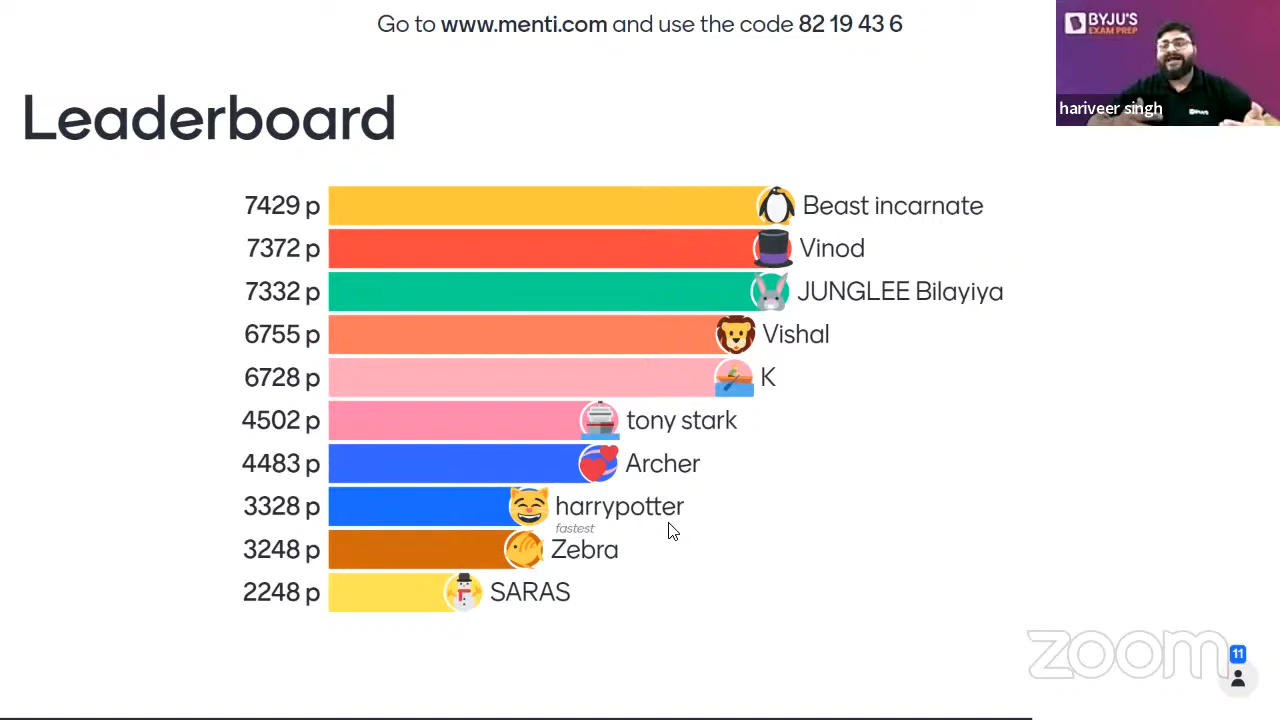 Go to www.menti.com and use the code 82 19 43 6
BYJU'S
EXAM PREP
hariveer singh
Leaderboard
7429 p Beast incarnate
7372 p Vinod
7332 p JUNGLEE Bilayiya
6755 p Vishal
6728 p K
4502 p tony stark
4483 p Archer
3328 p harrypotter
fastest
3248 p Zebra
2248 p SARAS
zoom
11